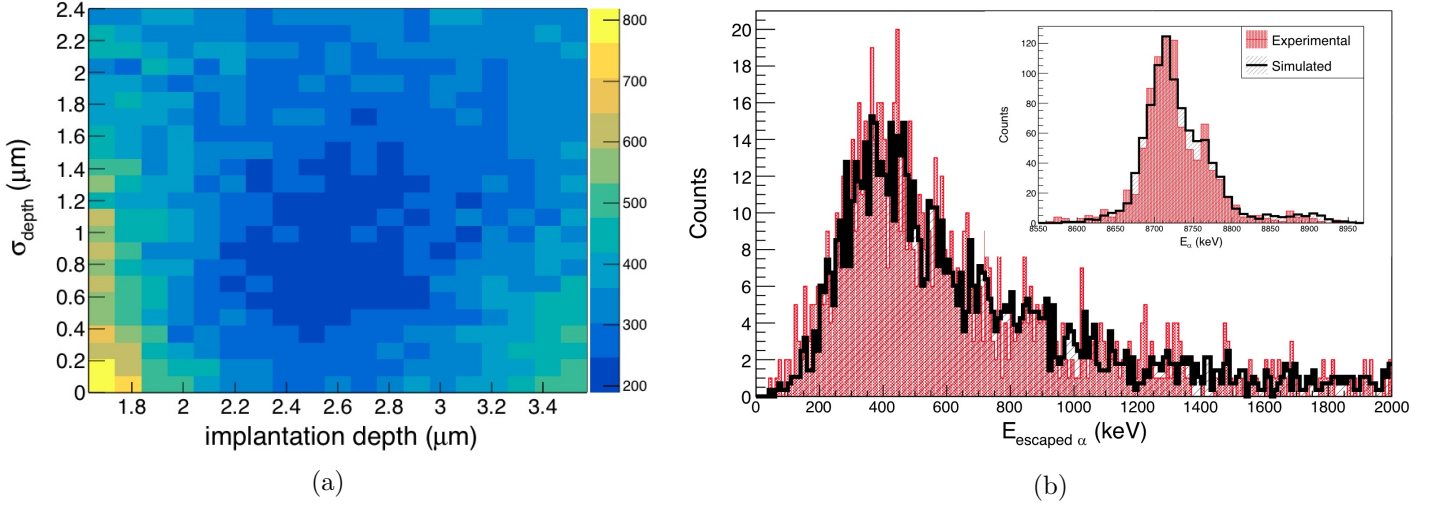 2.4
2.2
2
1.8
1.6
1.4
1.2
1
0.8
0.6
0.4
0.2
0
σdepth (μm)
1.8 2 2.2 2.4 2.6 2.8 3 3.2 3.4
implantation depth (μm)
800
700
600
500
400
300
200
(a)
20
18
16
14
12
10
8
6
4
2
0
Counts
0 200 400 600 800 1000 1200 1400 1600 1800 2000
Eescaped α (keV)
120
100
80
60
40
20
0
Counts
8550 8600 8650 8700 8750 8800 8850 8900 8950
Eα (keV)
Experimental
Simulated
(b)